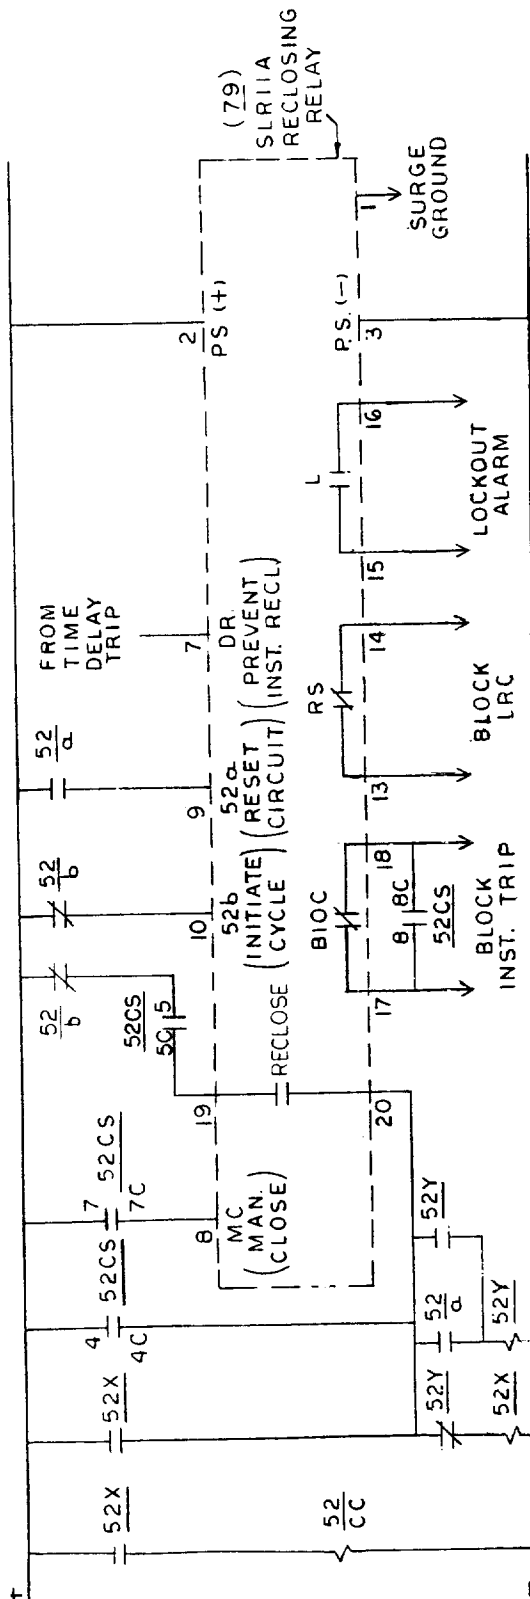 +
52X
52
CC
52X
4
4C
52CS
7
7C
52CS
52
b
52
b
52
a
FROM
TIME
DELAY
TRIP
5C
5
52CS
19
10
9
7
2
8
MC
(MAN.
CLOSE)
RECLOSE
52b
(INITIATE
CYCLE)
52a
(RESET
CIRCUIT)
DR.
(PREVENT
INST. RECL.)
PS (+)
(79)
SLR11A
RECLOSING
RELAY
BIOC
RS
L
P.S. (-)
20
17
18
13
14
15
16
3
1
8
8C
52CS
BLOCK
INST. TRIP
BLOCK
LRC
LOCKOUT
ALARM
SURGE
GROUND
52Y
52
a
52Y
52Y
52X